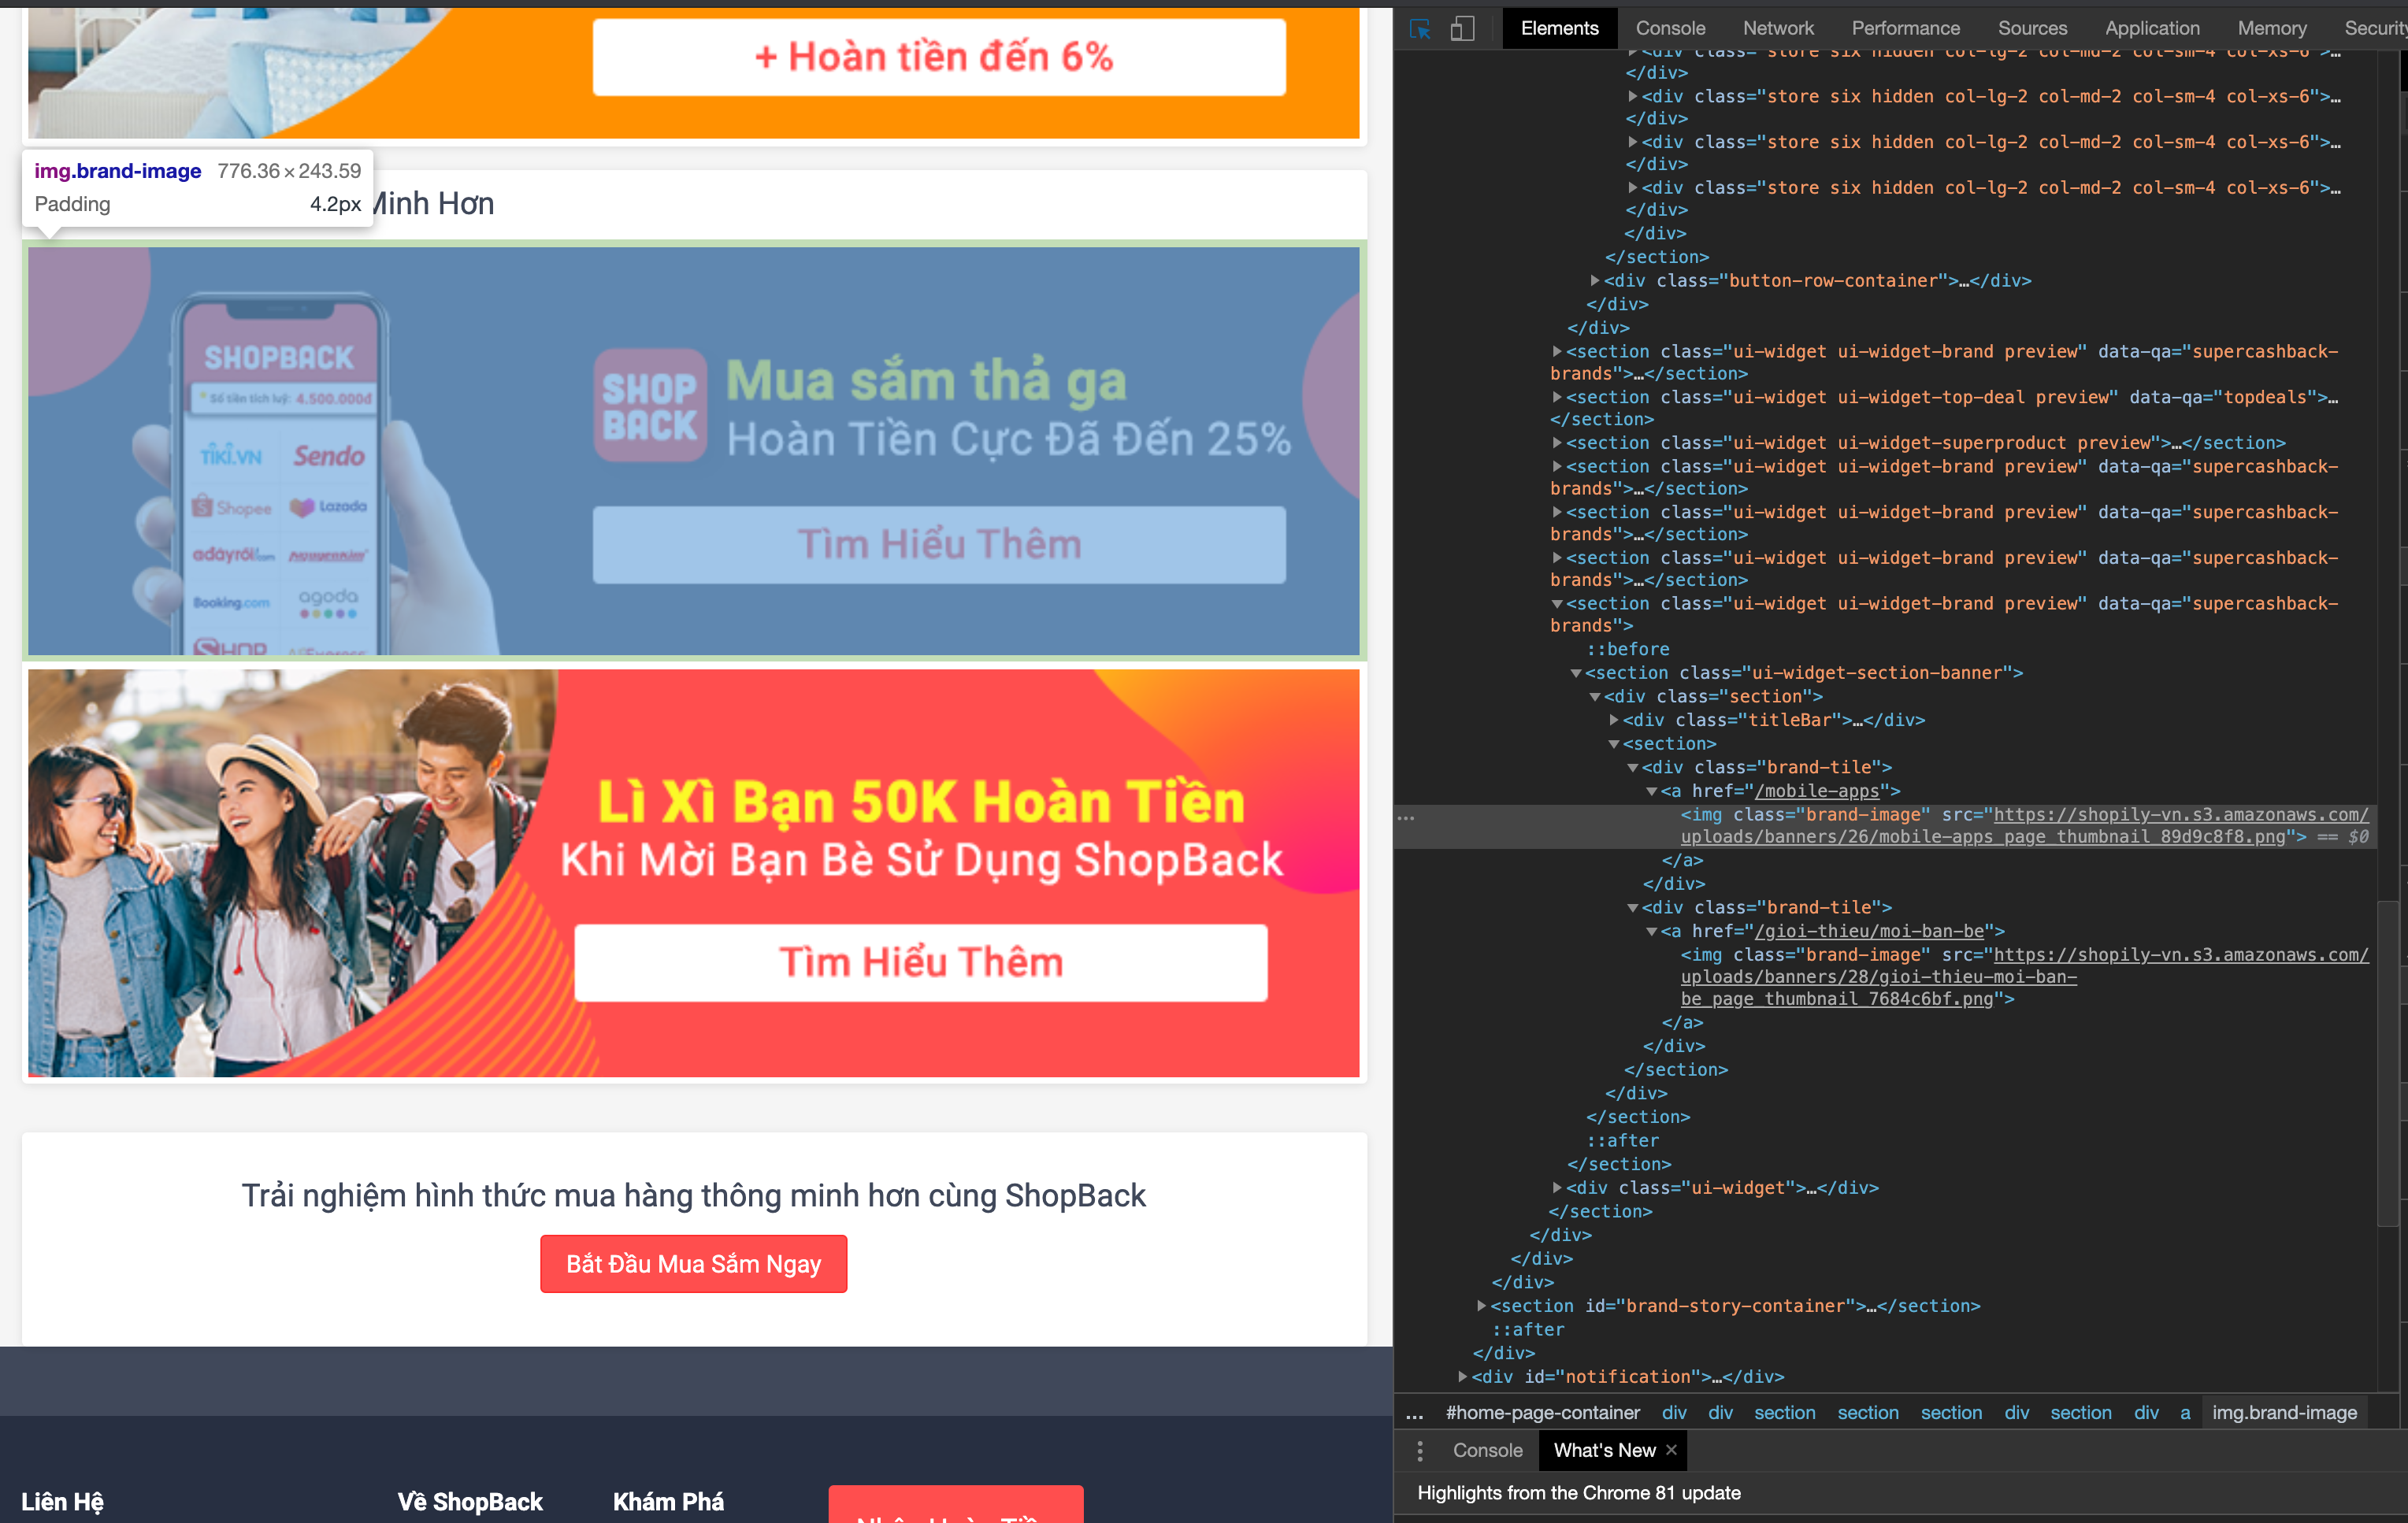 + Hoàn tiền đến 6%
img.brand-image 776.36 × 243.59
Padding 4.2px
Minh Hơn
SHOPBACK
Số tiền tích luỹ: 4.500.000đ
TIKI.VN Sendo
Shopee Lazada
adayroi.com Nguyenkim
Booking.com agoda
SHOP AliExpress
SHOP BACK
Mua sắm thả ga
Hoàn Tiền Cực Đã Đến 25%
Tìm Hiểu Thêm
Lì Xì Bạn 50K Hoàn Tiền
Khi Mời Bạn Bè Sử Dụng ShopBack
Tìm Hiểu Thêm
Trải nghiệm hình thức mua hàng thông minh hơn cùng ShopBack
Bắt Đầu Mua Sắm Ngay
Liên Hệ Về ShopBack Khám Phá
Elements Console Network Performance Sources Application Memory Security
<div class="store six hidden col-lg-2 col-md-2 col-sm-4 col-xs-6">…
</div>
<div class="store six hidden col-lg-2 col-md-2 col-sm-4 col-xs-6">…
</div>
<div class="store six hidden col-lg-2 col-md-2 col-sm-4 col-xs-6">…
</div>
<div class="store six hidden col-lg-2 col-md-2 col-sm-4 col-xs-6">…
</div>
</div>
</section>
<div class="button-row-container">…</div>
</div>
</div>
<section class="ui-widget ui-widget-brand preview" data-qa="supercashback-
brands">…</section>
<section class="ui-widget ui-widget-top-deal preview" data-qa="topdeals">…
</section>
<section class="ui-widget ui-widget-superproduct preview">…</section>
<section class="ui-widget ui-widget-brand preview" data-qa="supercashback-
brands">…</section>
<section class="ui-widget ui-widget-brand preview" data-qa="supercashback-
brands">…</section>
<section class="ui-widget ui-widget-brand preview" data-qa="supercashback-
brands">…</section>
<section class="ui-widget ui-widget-brand preview" data-qa="supercashback-
brands">
::before
<section class="ui-widget-section-banner">
<div class="section">
<div class="titleBar">…</div>
<section>
<div class="brand-tile">
<a href="/mobile-apps">
<img class="brand-image" src="https://shopily-vn.s3.amazonaws.com/
uploads/banners/26/mobile-apps_page_thumbnail_89d9c8f8.png"> == $0
</a>
</div>
<div class="brand-tile">
<a href="/gioi-thieu/moi-ban-be">
<img class="brand-image" src="https://shopily-vn.s3.amazonaws.com/
uploads/banners/28/gioi-thieu-moi-ban-
be_page_thumbnail_7684c6bf.png">
</a>
</div>
</section>
</div>
</section>
::after
</section>
<div class="ui-widget">…</div>
</section>
</div>
</div>
</div>
<section id="brand-story-container">…</section>
::after
</div>
<div id="notification">…</div>
… #home-page-container div div section section section div section div a img.brand-image
Console What's New ×
Highlights from the Chrome 81 update